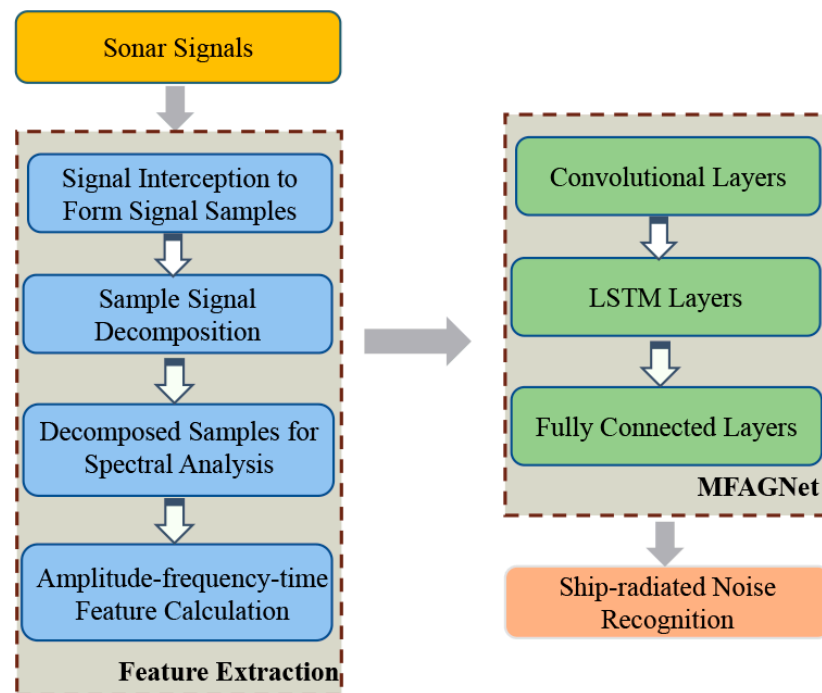 Sonar Signals
Signal Interception to
Form Signal Samples
Sample Signal
Decomposition
Decomposed Samples for
Spectral Analysis
Amplitude-frequency-time
Feature Calculation
Feature Extraction
Convolutional Layers
LSTM Layers
Fully Connected Layers
MFAGNet
Ship-radiated Noise
Recognition